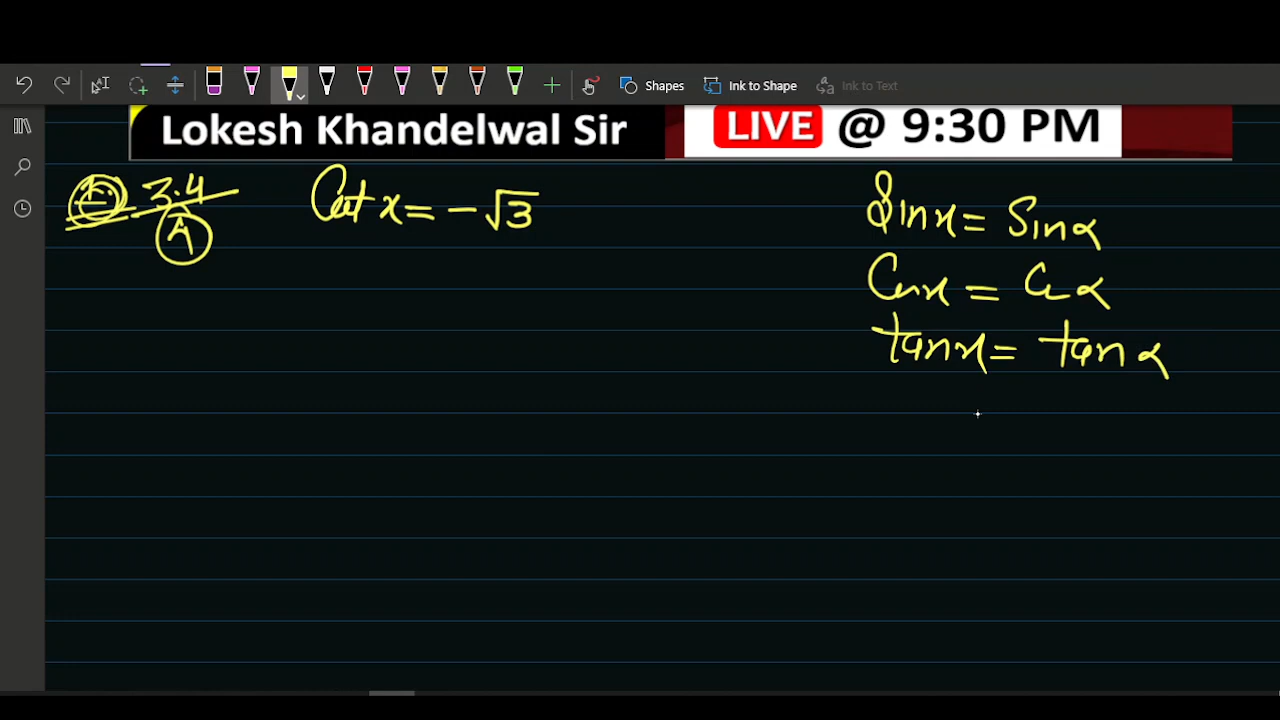 Shapes Ink to Shape Ink to Text
Lokesh Khandelwal Sir LIVE @ 9:30 PM
3.4
A
Cot x = - √3
Sin x = Sin α
Cos x = Cos α
tan x = tan α